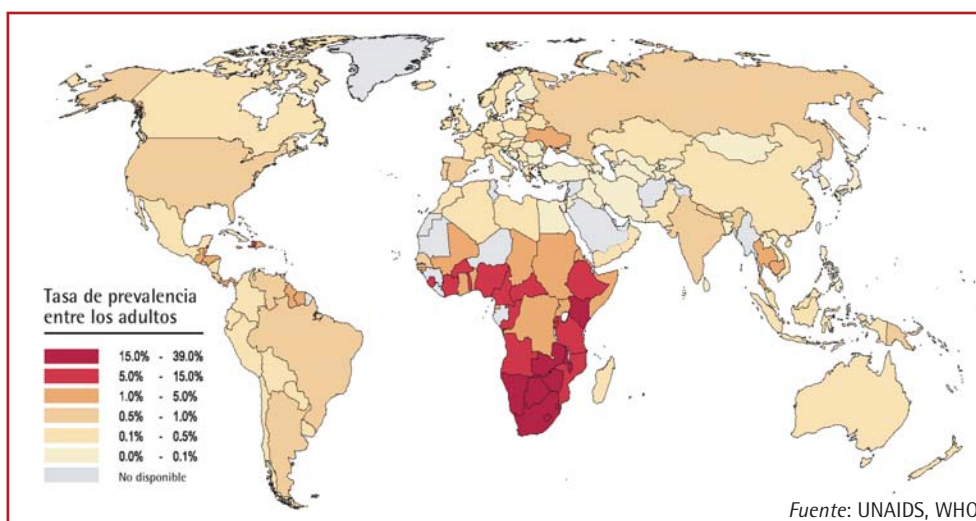 Tasa de prevalencia
entre los adultos
15.0% - 39.0%
5.0% - 15.0%
1.0% - 5.0%
0.5% - 1.0%
0.1% - 0.5%
0.0% - 0.1%
No disponible
Fuente: UNAIDS, WHO